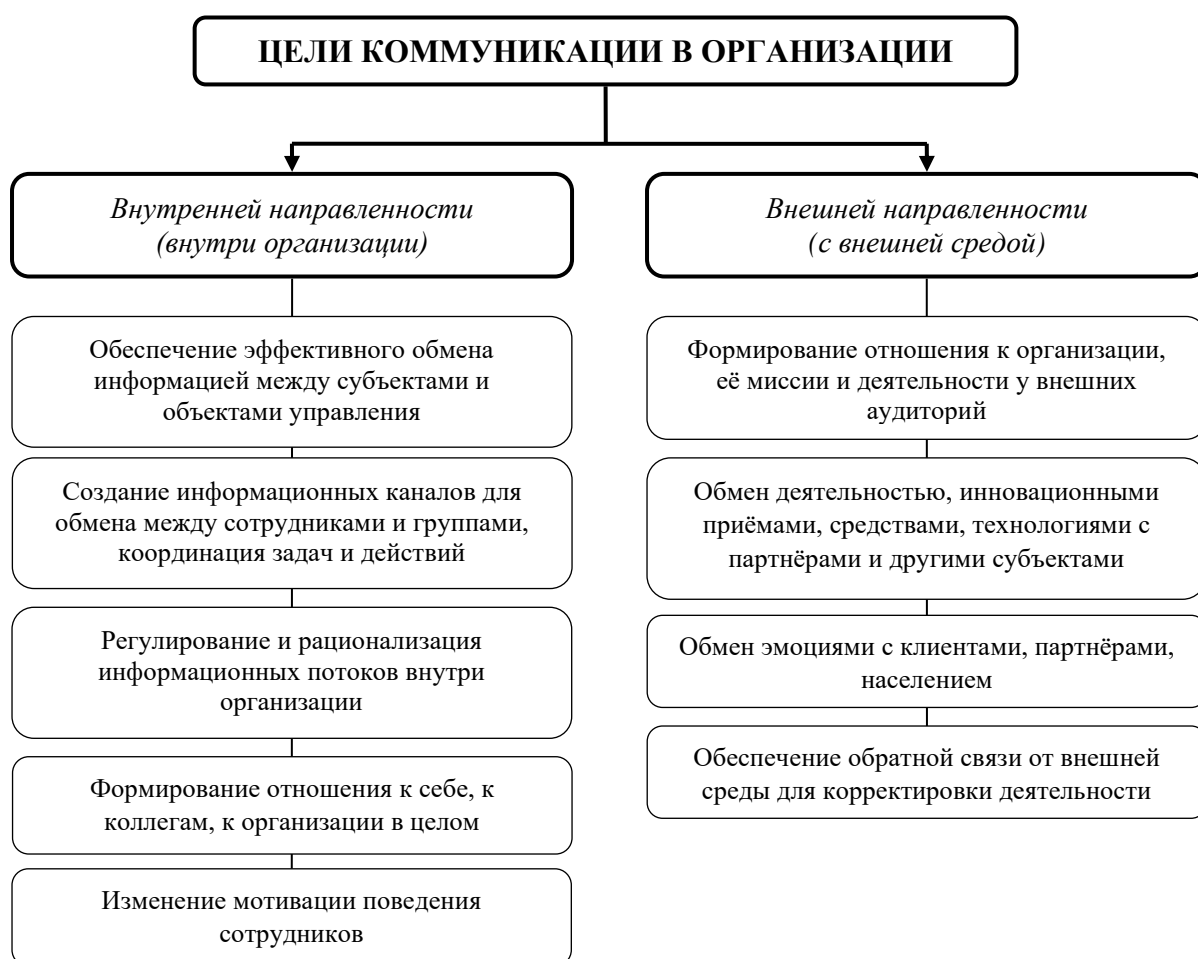 ЦЕЛИ КОММУНИКАЦИИ В ОРГАНИЗАЦИИ
Внутренней направленности
(внутри организации)
Обеспечение эффективного обмена
информацией между субъектами и
объектами управления
Создание информационных каналов для
обмена между сотрудниками и группами,
координация задач и действий
Регулирование и рационализация
информационных потоков внутри
организации
Формирование отношения к себе, к
коллегам, к организации в целом
Изменение мотивации поведения
сотрудников
Внешней направленности
(с внешней средой)
Формирование отношения к организации,
её миссии и деятельности у внешних
аудиторий
Обмен деятельностью, инновационными
приёмами, средствами, технологиями с
партнёрами и другими субъектами
Обмен эмоциями с клиентами, партнёрами,
населением
Обеспечение обратной связи от внешней
среды для корректировки деятельности